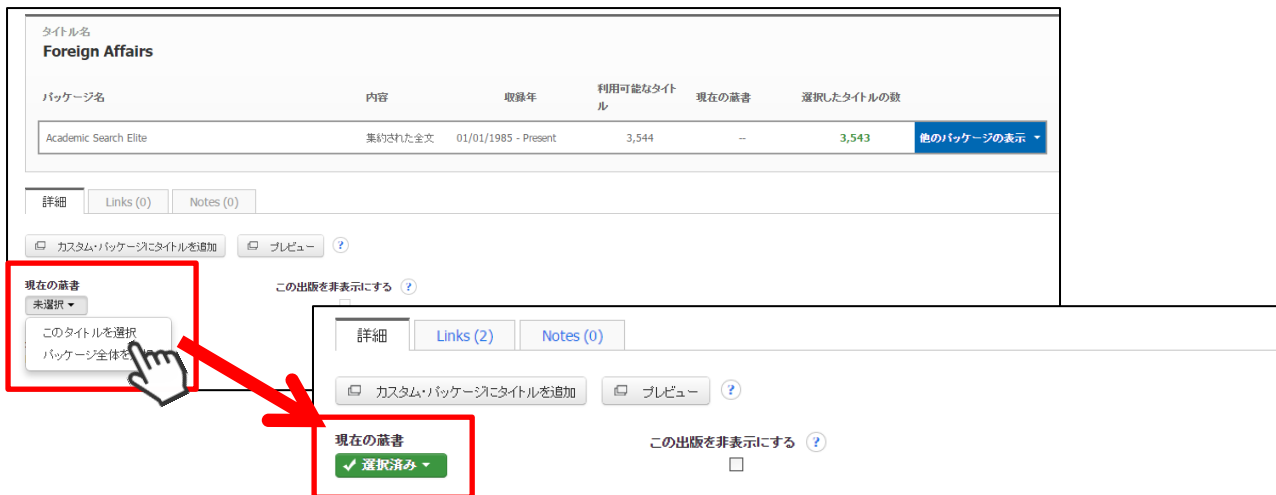 タイトル名
Foreign Affairs
パッケージ名 内容 収録年 利用可能なタイトル 現在の蔵書 選択したタイトルの数
Academic Search Elite 集約された全文 01/01/1985 - Present 3,544 -- 3,543 他のパッケージの表示
詳細 Links (0) Notes (0)
カスタム・パッケージにタイトルを追加 プレビュー ?
現在の蔵書 この出版を非表示にする ?
未選択
このタイトルを選択
パッケージ全体を
詳細 Links (2) Notes (0)
カスタム・パッケージにタイトルを追加 プレビュー ?
現在の蔵書 この出版を非表示にする ?
選択済み